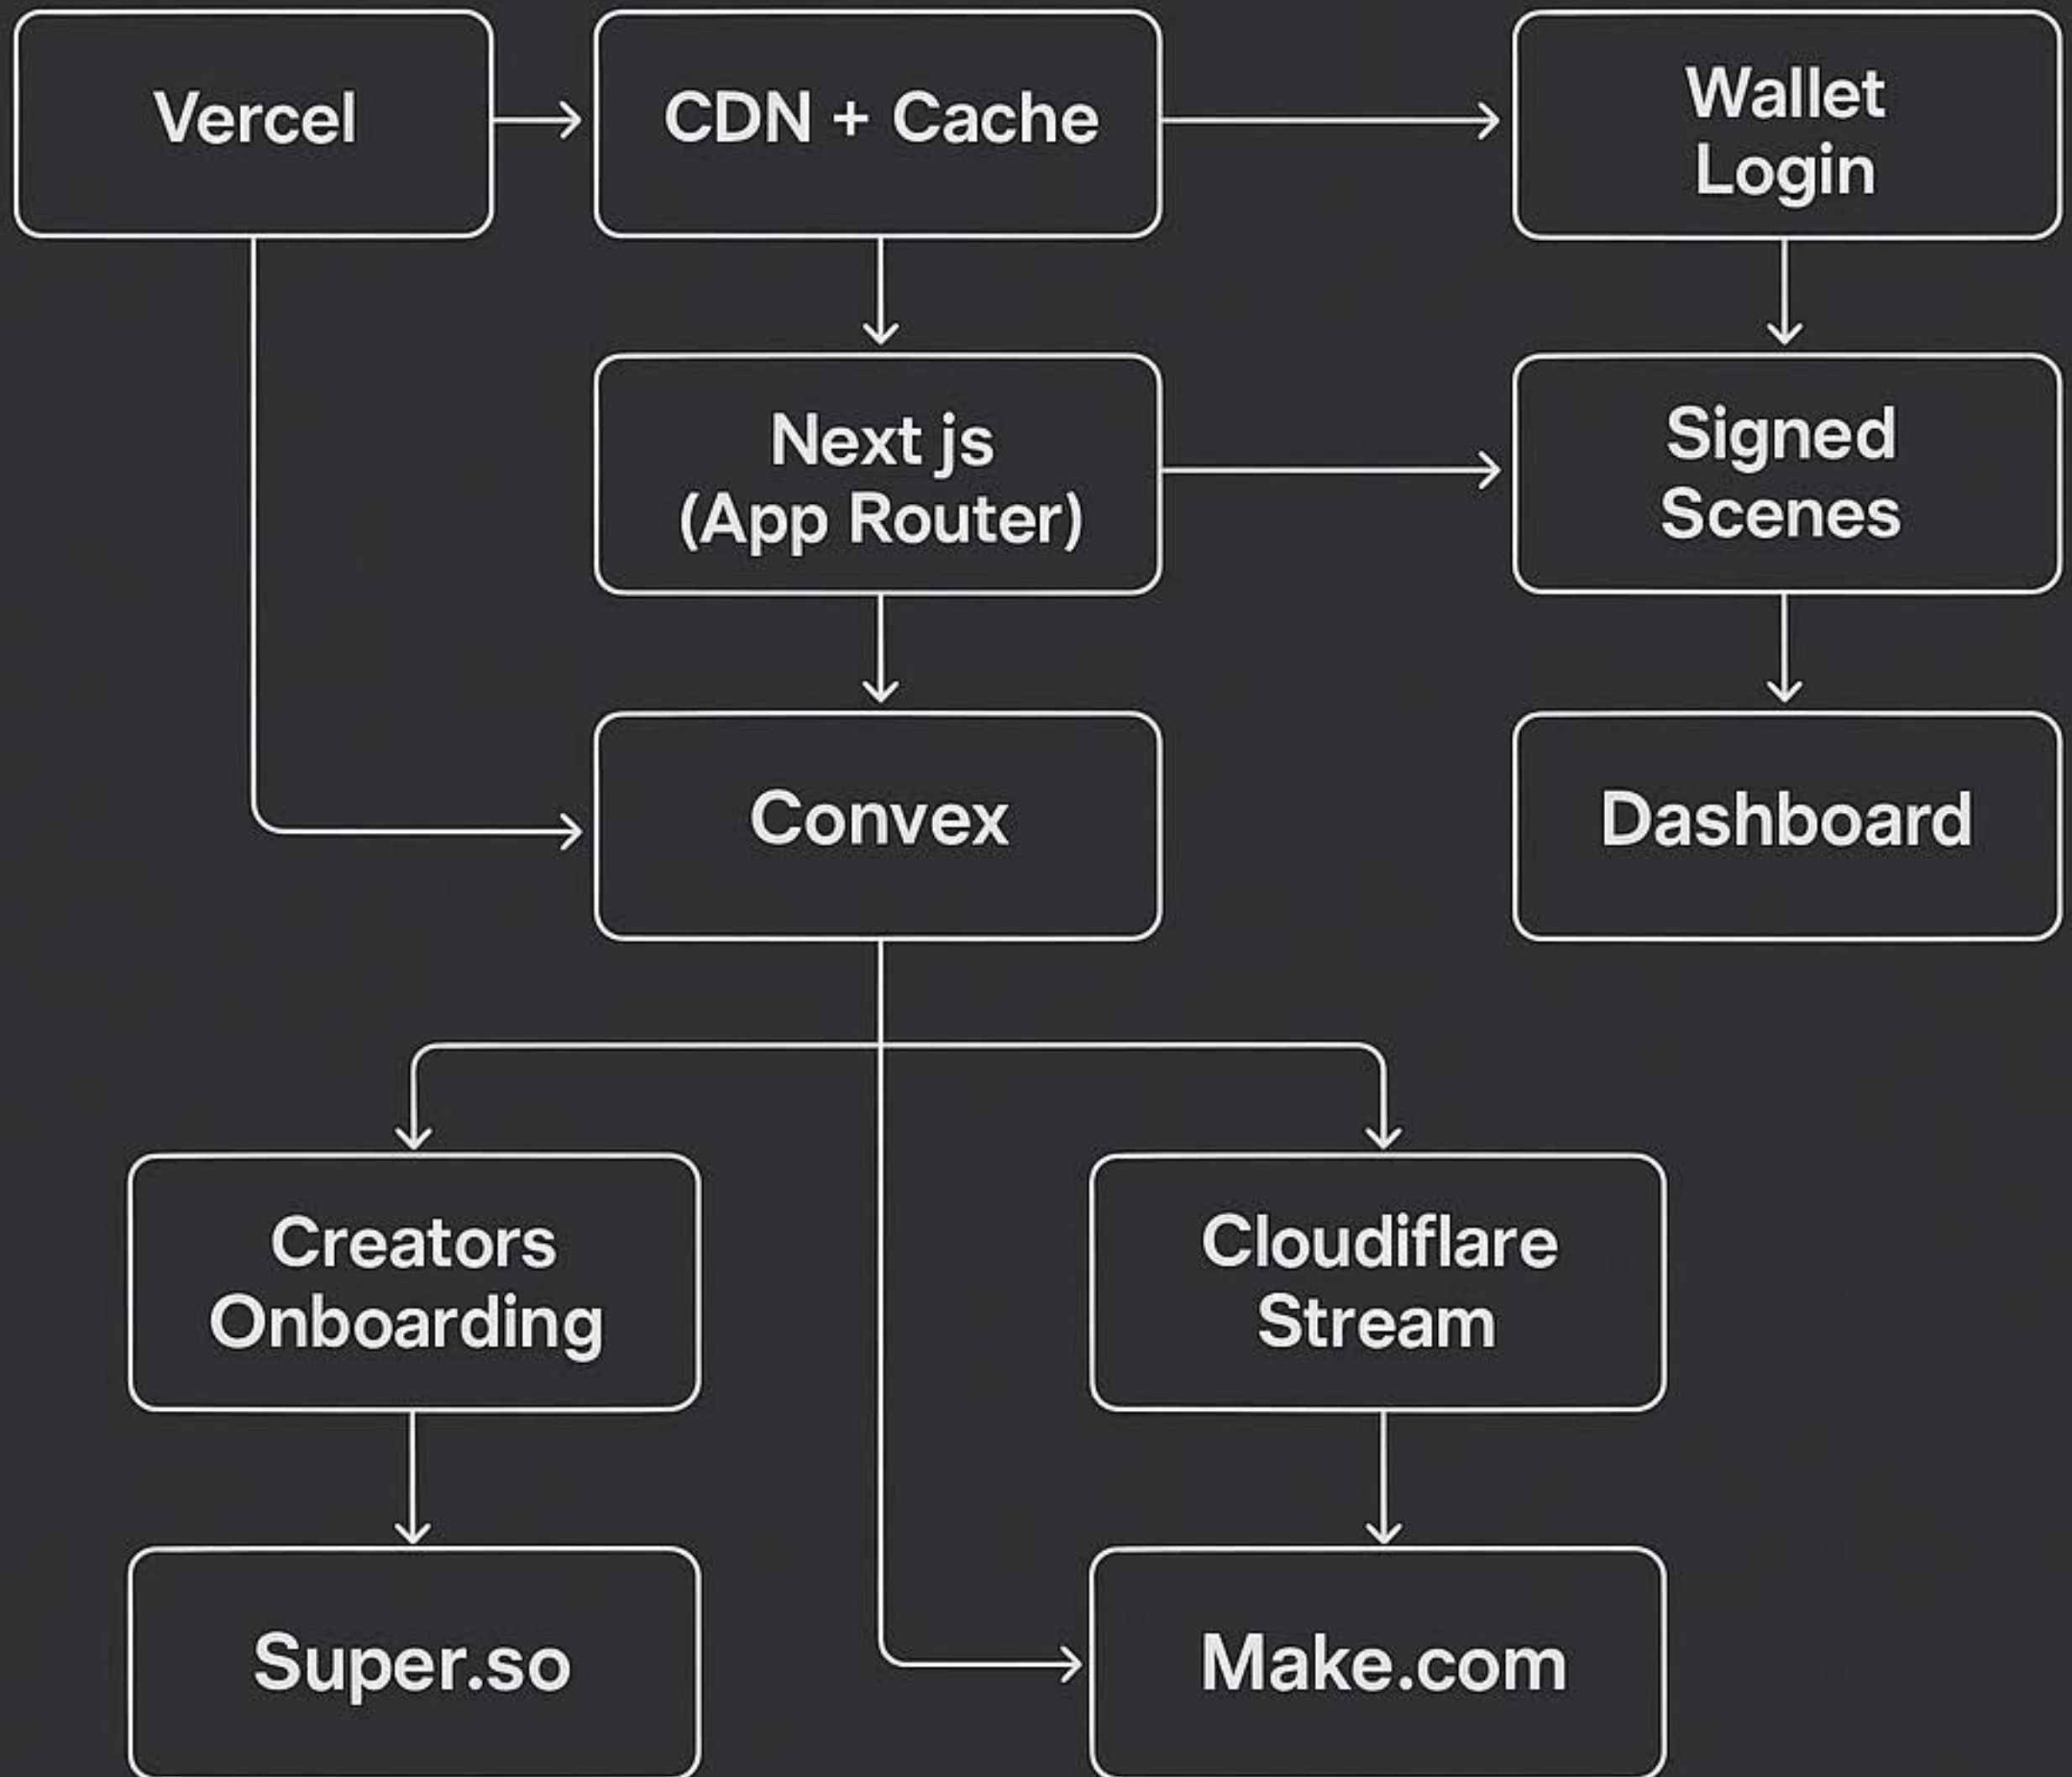 Vercel
CDN + Cache
Wallet
Login
Next js
(App Router)
Signed
Scenes
Convex
Dashboard
Creators
Onboarding
Cloudiflare
Stream
Super.so
Make.com